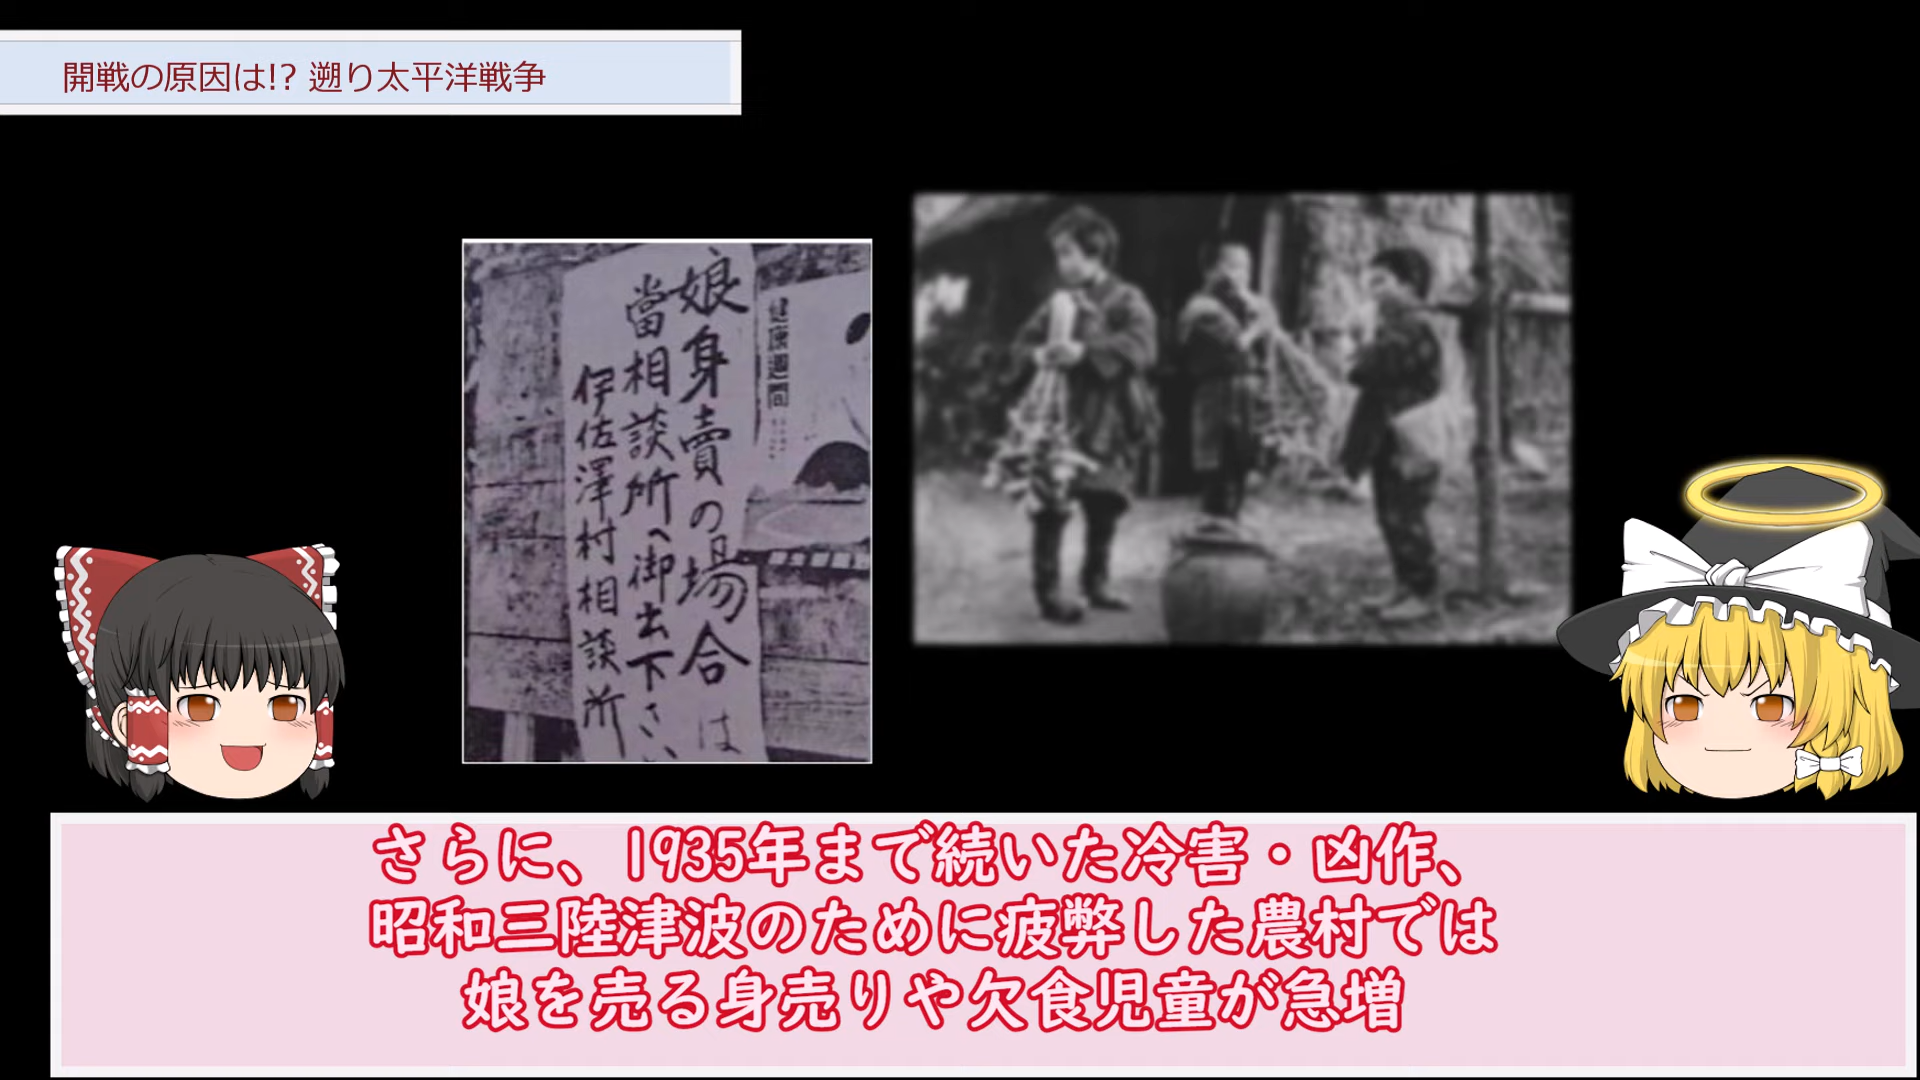 開戦の原因は!? 遡り太平洋戦争
娘身賣の場合は
當相談所へ御出下さい
伊佐澤村相談所
健康週間
さらに、1935年まで続いた冷害・凶作、
昭和三陸津波のために疲弊した農村では
娘を売る身売りや欠食児童が急増